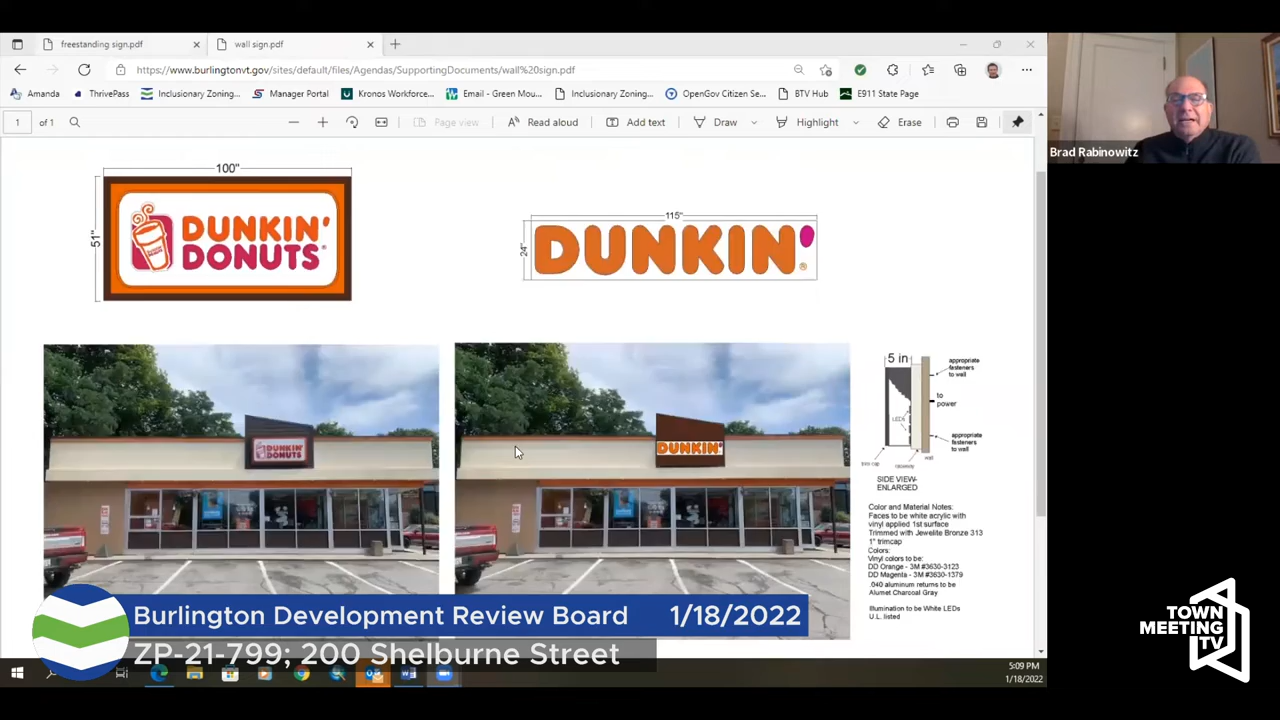 freestanding sign.pdf
wall sign.pdf
https://www.burlingtonvt.gov/sites/default/files/Agendas/SupportingDocuments/wall%20sign.pdf
Amanda
ThrivePass
Inclusionary Zoning...
Manager Portal
Kronos Workforce...
Email - Green Mou...
Inclusionary Zoning...
OpenGov Citizen Se...
BTV Hub
E911 State Page
1 of 1
Page view
Read aloud
Add text
Draw
Highlight
Erase
Brad Rabinowitz
100"
51"
DUNKIN'
DONUTS®
115"
24"
DUNKIN'
®
DUNKIN'
DONUTS
DUNKIN'
5 in
appropriate
fasteners
to wall
to
power
LEDs
appropriate
fasteners
to wall
trim cap
wall
SIDE VIEW-
ENLARGED
Color and Material Notes:
Faces to be white acrylic with
vinyl applied 1st surface
Trimmed with Jewelite Bronze 313
1" trimcap
Colors:
Vinyl colors to be:
DD Orange - 3M #3630-3123
DD Magenta - 3M #3630-1379
.040 aluminum returns to be
Alumet Charcoal Gray
Illumination to be White LEDs
U.L. listed
Burlington Development Review Board 1/18/2022
ZP-21-799; 200 Shelburne Street
TOWN
MEETING
TV
5:09 PM
1/18/2022